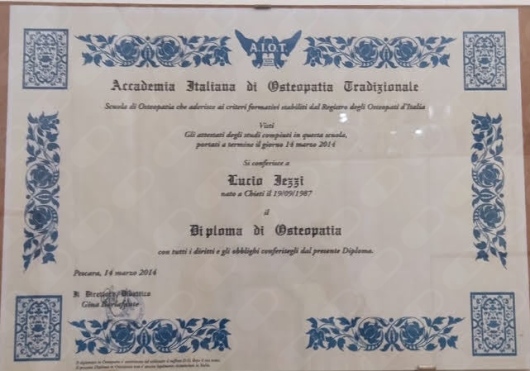 A.I.O.T.
Accademia Italiana di Osteopatia Tradizionale
Scuola di Osteopatia che aderisce ai criteri formativi stabiliti dal Registro degli Osteopati d'Italia
Visti
Gli attestati degli studi compiuti in questa scuola,
portati a termine il giorno 14 marzo 2014
Si conferisce a
Lucio Iezzi
nato a Chieti il 19/09/1987
il
Diploma di Osteopatia
con tutti i diritti e gli obblighi conferitegli dal presente Diploma.
Pescara, 14 marzo 2014
Il Direttore Didattico
Gina Barlafante